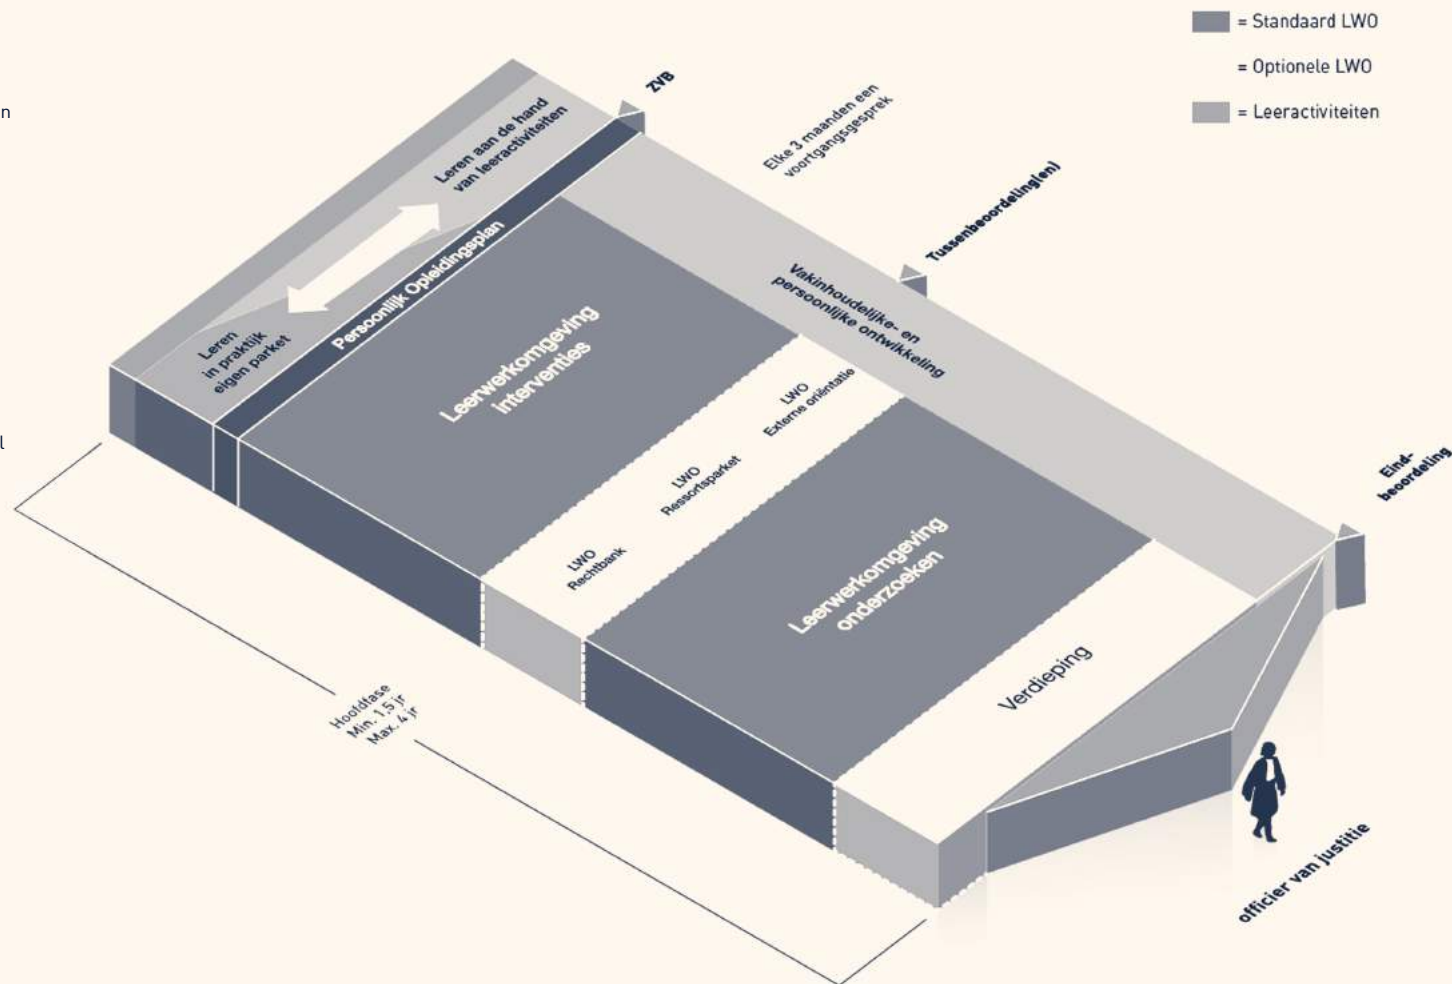 = Standaard LWO
= Optionele LWO
= Leeractiviteiten
n
l
ZVB
Elke 3 maanden een
voortgangsgesprek
Tussenbeoordeling(en)
Eind-
beoordeling
Leren aan de hand
van leeractiviteiten
Leren
in praktijk
eigen parket
Persoonlijk Opleidingsplan
Vakinhoudelijke- en
persoonlijke ontwikkeling
Leerwerkomgeving
interventies
LWO
Externe oriëntatie
LWO
Ressortsparket
LWO
Rechtbank
Leerwerkomgeving
onderzoeken
Verdieping
Hoofdfase
Min. 1,5 jr
Max. 4 jr
officier van justitie